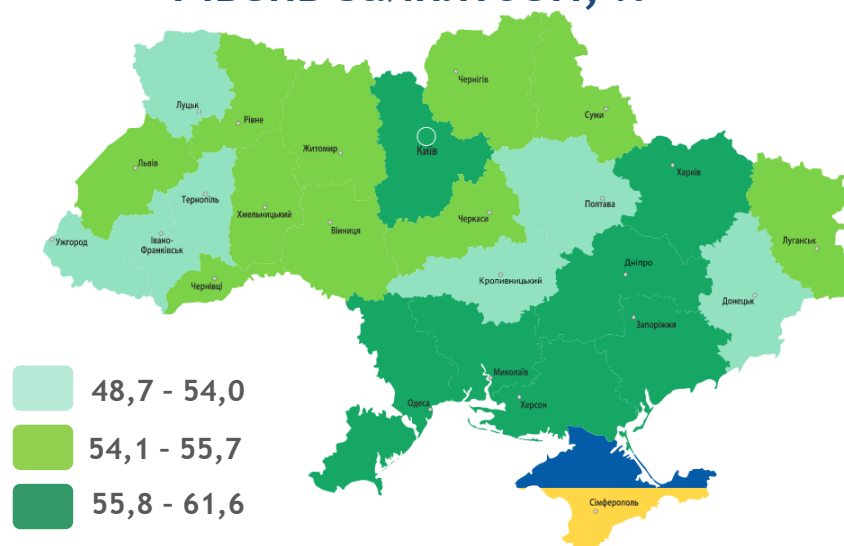 Чернігів
Луцьк
Рівне
Суми
Житомир
Київ
Львів
Харків
Тернопіль
Полтава
Хмельницький
Черкаси
Вінниця
Ужгород
Івано-
Франківськ
Луганськ
Дніпро
Чернівці
Кропивницький
Донецьк
Запоріжжя
Миколаїв
48,7 - 54,0
Одеса
Херсон
54,1 - 55,7
55,8 - 61,6
Сімферополь